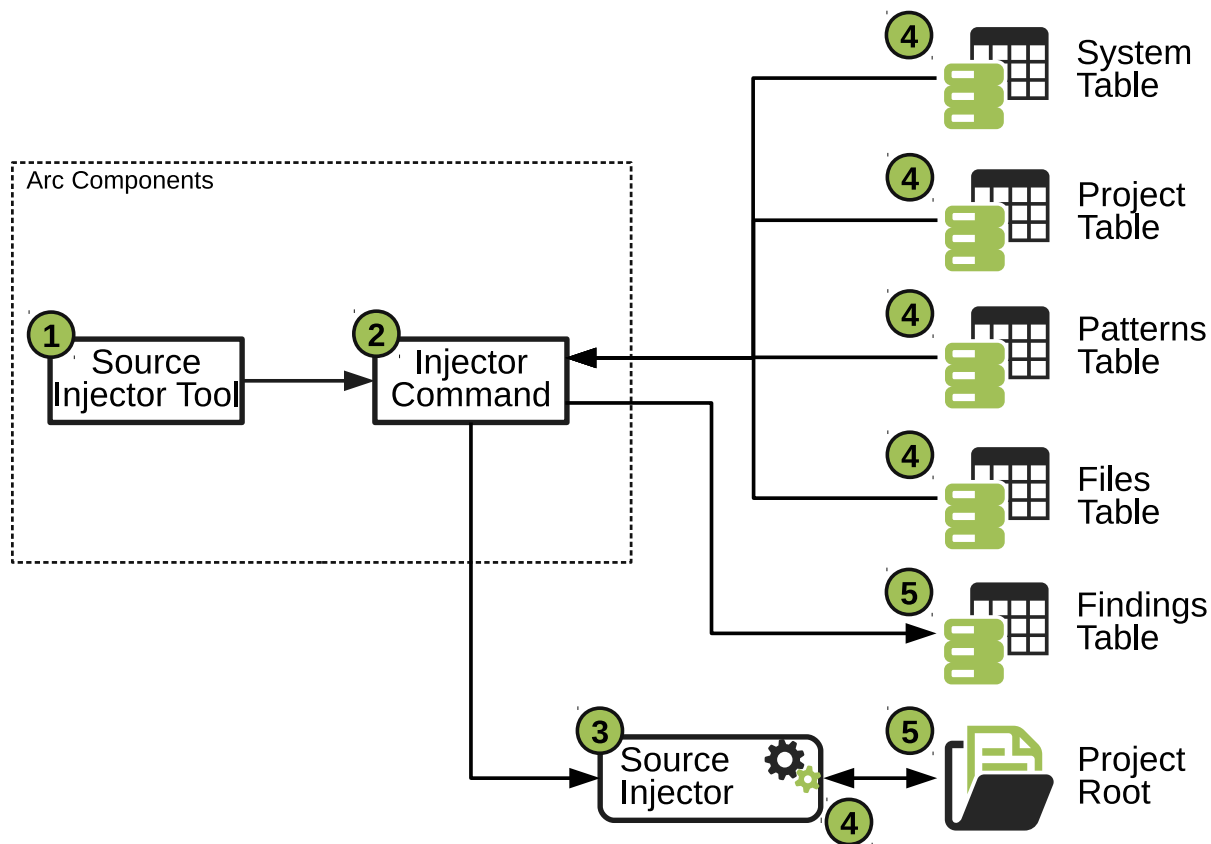 4
System
Table
Arc Components
4
Project
Table
1
Source
Injector Tool
2
Injector
Command
4
Patterns
Table
4
Files
Table
5
Findings
Table
3
Source
Injector
4
5
Project
Root